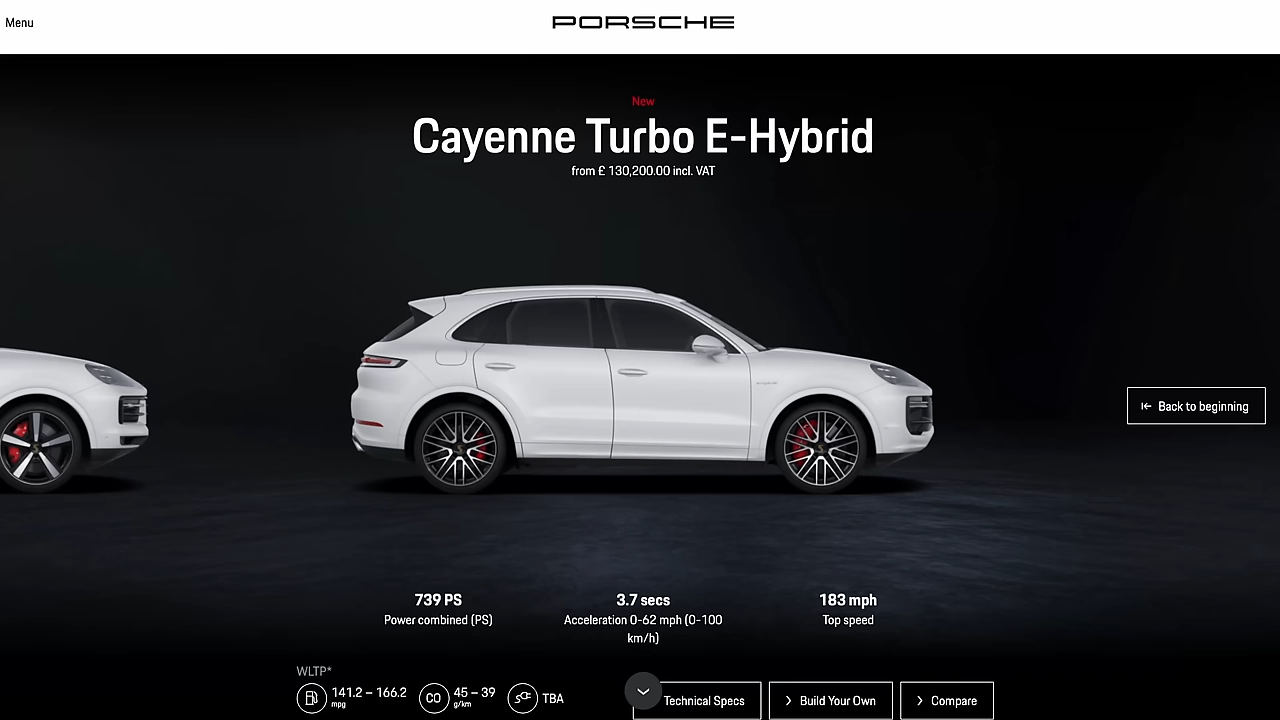 Menu
PORSCHE
New
Cayenne Turbo E-Hybrid
from £ 130,200.00 incl. VAT
Back to beginning
739 PS
Power combined (PS)
3.7 secs
Acceleration 0-62 mph (0-100
km/h)
183 mph
Top speed
WLTP*
141.2 – 166.2
mpg
CO
45 – 39
g/km
TBA
Technical Specs
Build Your Own
Compare